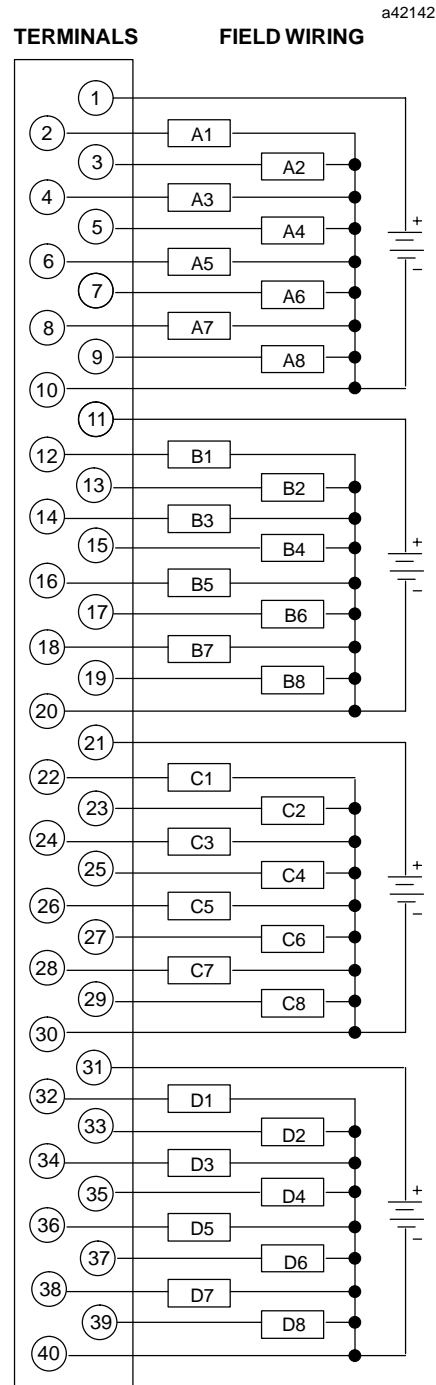 a42142
TERMINALS FIELD WIRING
1
2 A1
3 A2
4 A3
+
5 A4
6 A5
−
7 A6
8 A7
9 A8
10
11
12 B1
13 B2
14 B3
+
15 B4
16 B5
−
17 B6
18 B7
19 B8
20
21
22 C1
23 C2
24 C3
+
25 C4
26 C5
−
27 C6
28 C7
29 C8
30
31
32 D1
33 D2
34 D3
+
35 D4
36 D5
−
37 D6
38 D7
39 D8
40